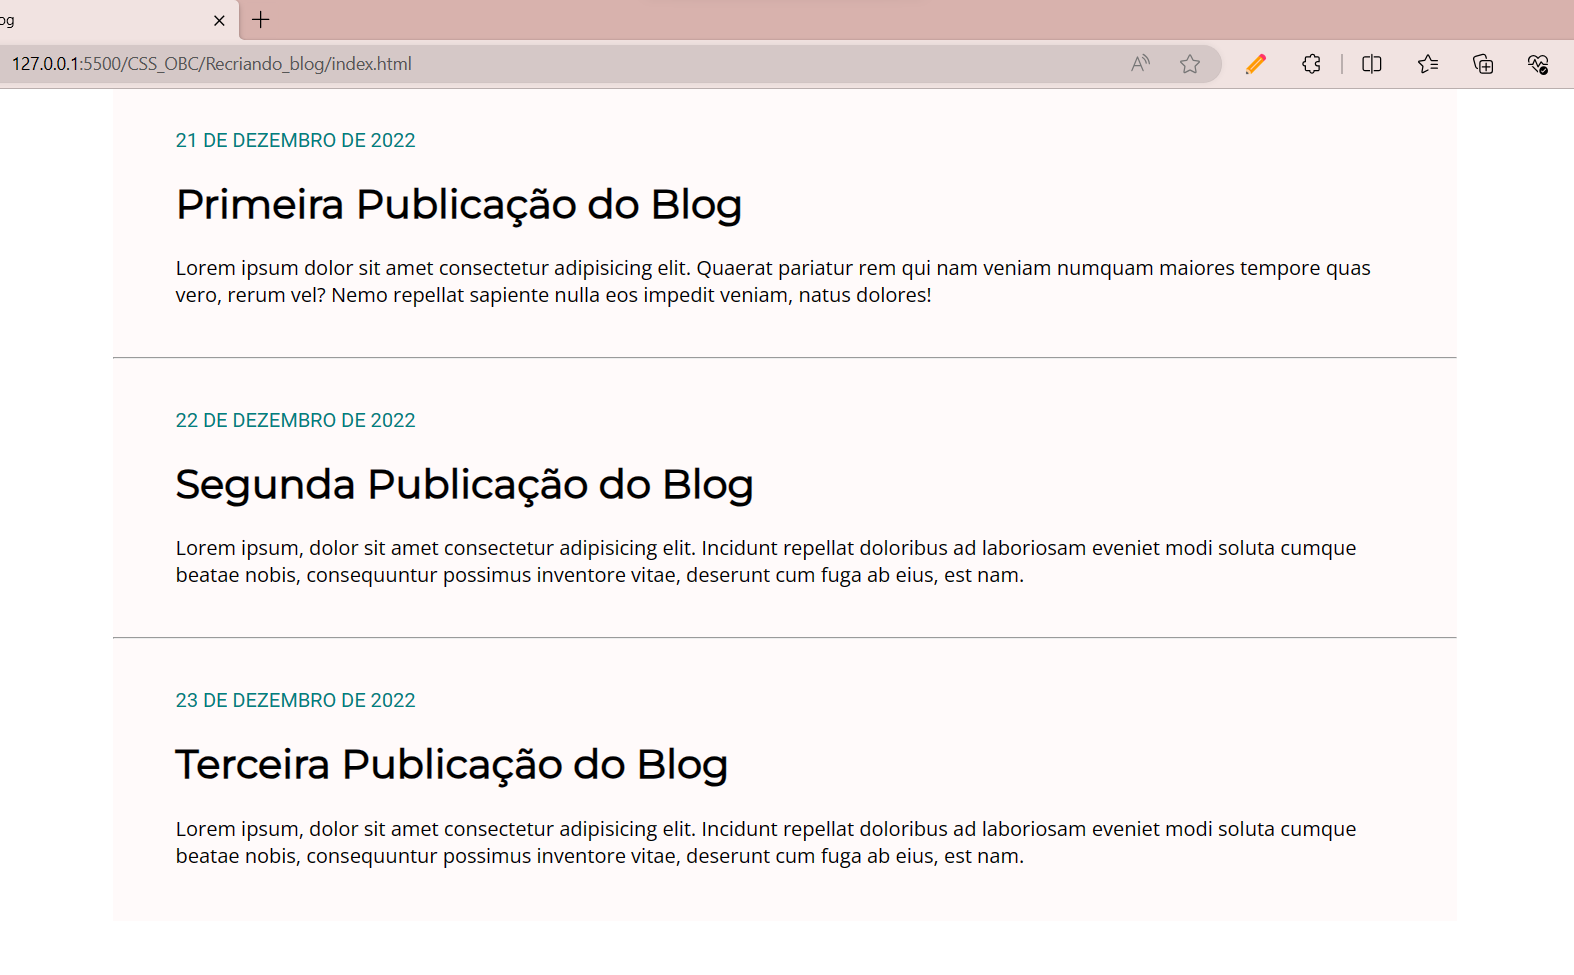 og
127.0.0.1:5500/CSS_OBC/Recriando_blog/index.html
21 DE DEZEMBRO DE 2022
Primeira Publicação do Blog
Lorem ipsum dolor sit amet consectetur adipisicing elit. Quaerat pariatur rem qui nam veniam numquam maiores tempore quas
vero, rerum vel? Nemo repellat sapiente nulla eos impedit veniam, natus dolores!
22 DE DEZEMBRO DE 2022
Segunda Publicação do Blog
Lorem ipsum, dolor sit amet consectetur adipisicing elit. Incidunt repellat doloribus ad laboriosam eveniet modi soluta cumque
beatae nobis, consequuntur possimus inventore vitae, deserunt cum fuga ab eius, est nam.
23 DE DEZEMBRO DE 2022
Terceira Publicação do Blog
Lorem ipsum, dolor sit amet consectetur adipisicing elit. Incidunt repellat doloribus ad laboriosam eveniet modi soluta cumque
beatae nobis, consequuntur possimus inventore vitae, deserunt cum fuga ab eius, est nam.